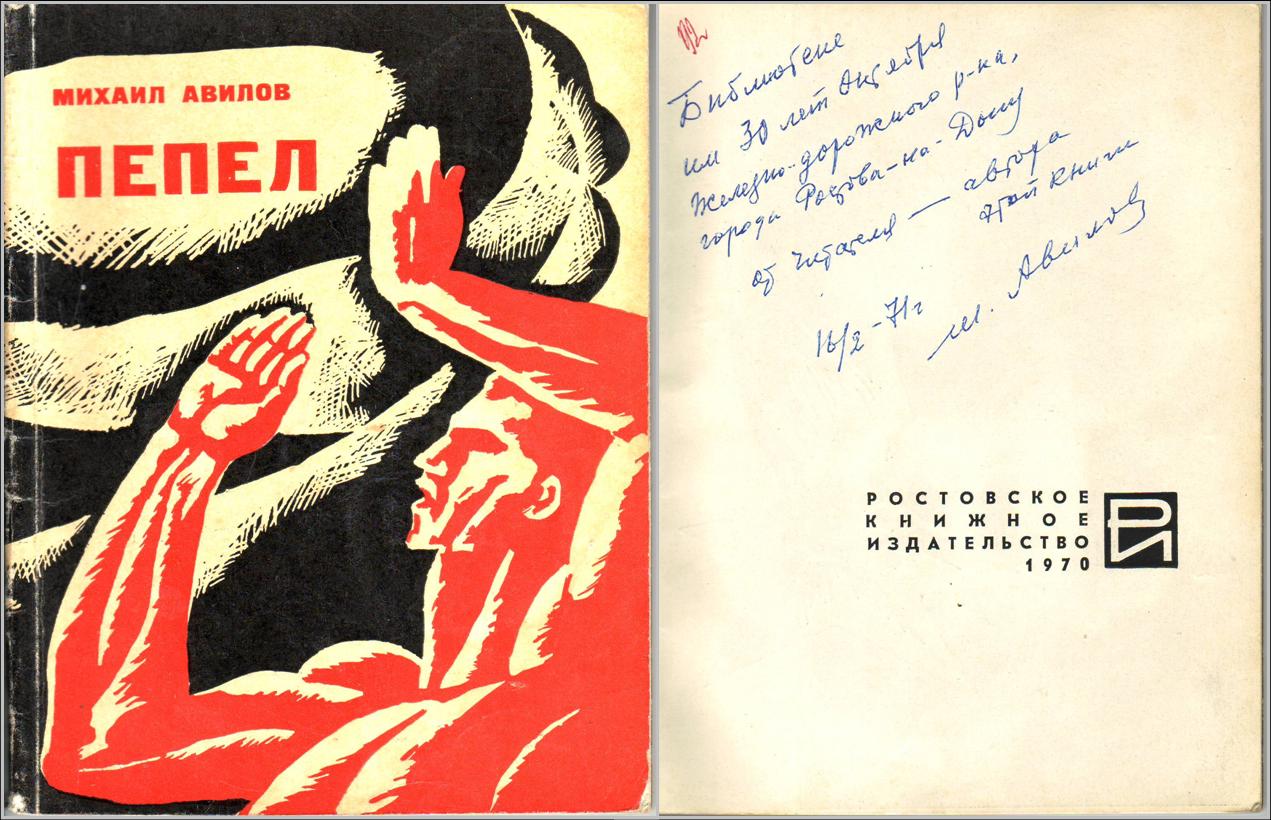 МИХАИЛ АВИЛОВ
ПЕПЕЛ
Библиотеке
им 30 лет Октября
Железно-дорожного р-на,
города Ростова-на-Дону
от читателя — автора
этой книги
16/2-71г
М. Авилов
РОСТОВСКОЕ
КНИЖНОЕ
ИЗДАТЕЛЬСТВО
1970
РИ